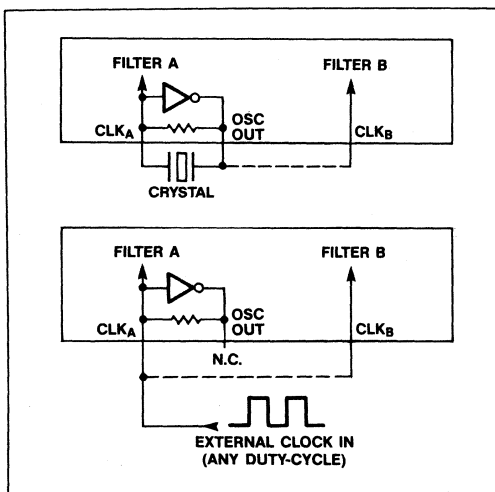 FILTER A
FILTER B
OSC
OUT
CLKA
CLKB
CRYSTAL
FILTER A
FILTER B
OSC
OUT
CLKA
CLKB
N.C.
EXTERNAL CLOCK IN
(ANY DUTY-CYCLE)